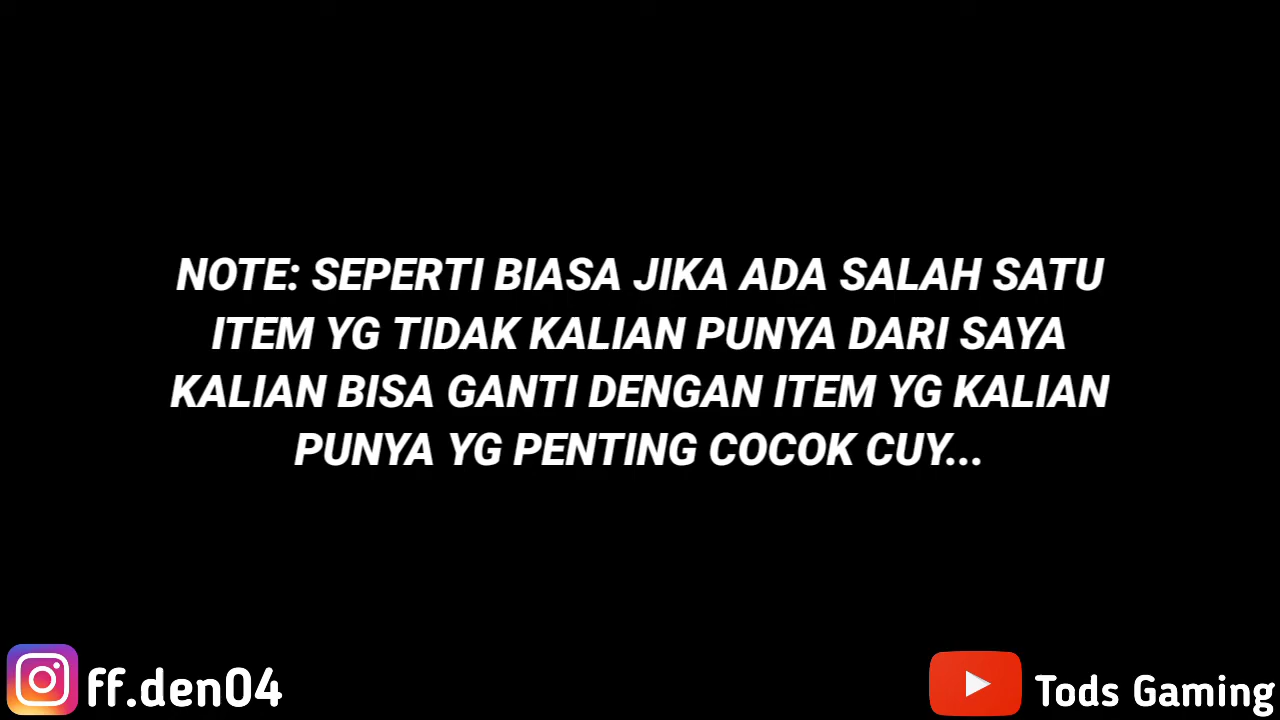 NOTE: SEPERTI BIASA JIKA ADA SALAH SATU
ITEM YG TIDAK KALIAN PUNYA DARI SAYA
KALIAN BISA GANTI DENGAN ITEM YG KALIAN
PUNYA YG PENTING COCOK CUY...
ff.den04
Tods Gaming